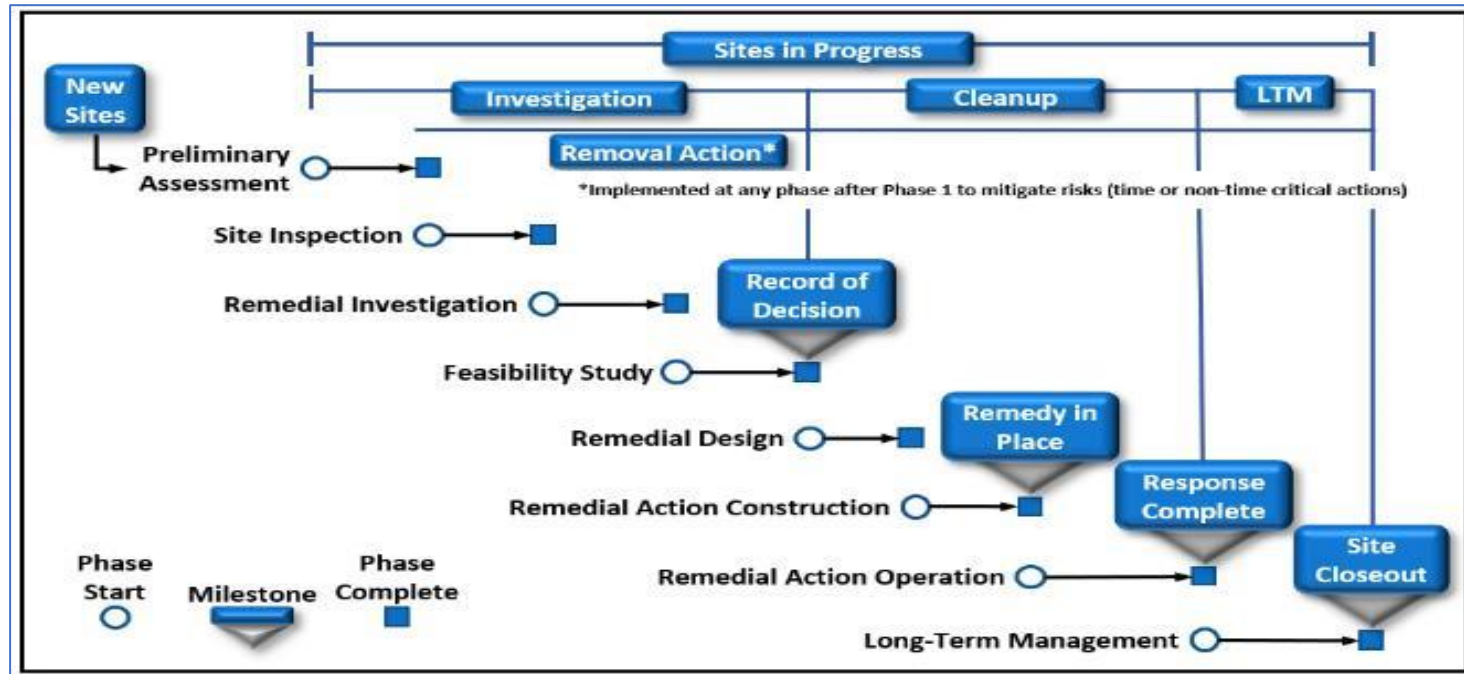 Sites in Progress
New
Sites
Investigation
Cleanup
LTM
Removal Action*
Preliminary
Assessment
*Implemented at any phase after Phase 1 to mitigate risks (time or non-time critical actions)
Site Inspection
Remedial Investigation
Record of
Decision
Feasibility Study
Remedial Design
Remedy in
Place
Remedial Action Construction
Response
Complete
Phase
Start
Milestone
Phase
Complete
Remedial Action Operation
Site
Closeout
Long-Term Management